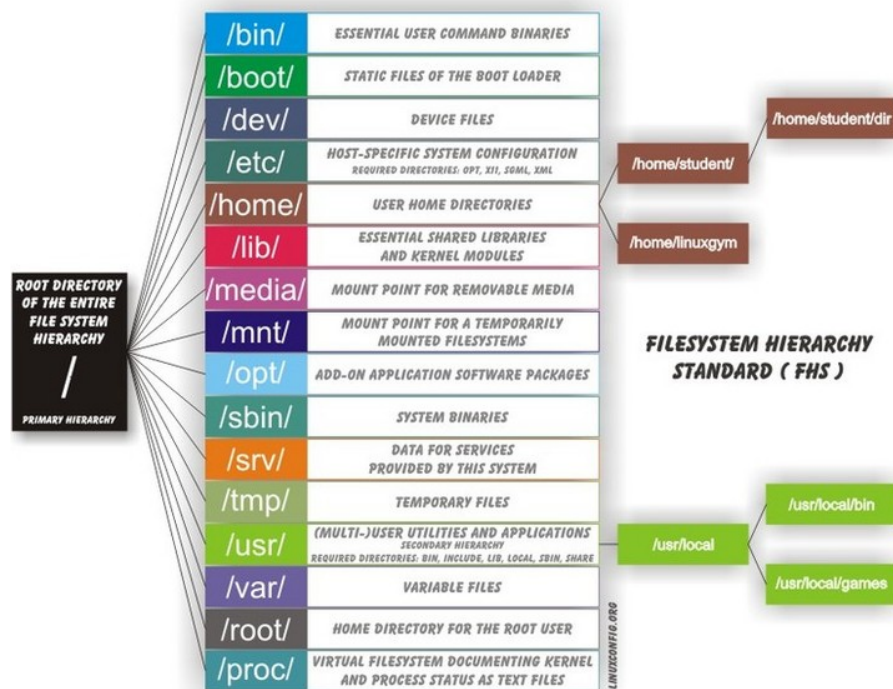 /bin/
ESSENTIAL USER COMMAND BINARIES
/boot/
STATIC FILES OF THE BOOT LOADER
/dev/
DEVICE FILES
/etc/
HOST-SPECIFIC SYSTEM CONFIGURATION
REQUIRED DIRECTORIES: OPT, XII, SGML, XML
/home/
USER HOME DIRECTORIES
/home/student/
/home/student/dir
/home/linuxgym
/lib/
ESSENTIAL SHARED LIBRARIES
AND KERNEL MODULES
ROOT DIRECTORY
OF THE ENTIRE
FILE SYSTEM
HIERARCHY
/
PRIMARY HIERARCHY
/media/
MOUNT POINT FOR REMOVABLE MEDIA
/mnt/
MOUNT POINT FOR A TEMPORARILY
MOUNTED FILESYSTEMS
FILESYSTEM HIERARCHY
STANDARD ( FHS )
/opt/
ADD-ON APPLICATION SOFTWARE PACKAGES
/sbin/
SYSTEM BINARIES
/srv/
DATA FOR SERVICES
PROVIDED BY THIS SYSTEM
/tmp/
TEMPORARY FILES
/usr/
(MULTI-)USER UTILITIES AND APPLICATIONS
SECONDARY HIERARCHY
REQUIRED DIRECTORIES: BIN, INCLUDE, LIB, LOCAL, SBIN, SHARE
/usr/local
/usr/local/bin
/usr/local/games
/var/
VARIABLE FILES
/root/
HOME DIRECTORY FOR THE ROOT USER
/proc/
VIRTUAL FILESYSTEM DOCUMENTING KERNEL
AND PROCESS STATUS AS TEXT FILES
LINUXCONFIG.ORG